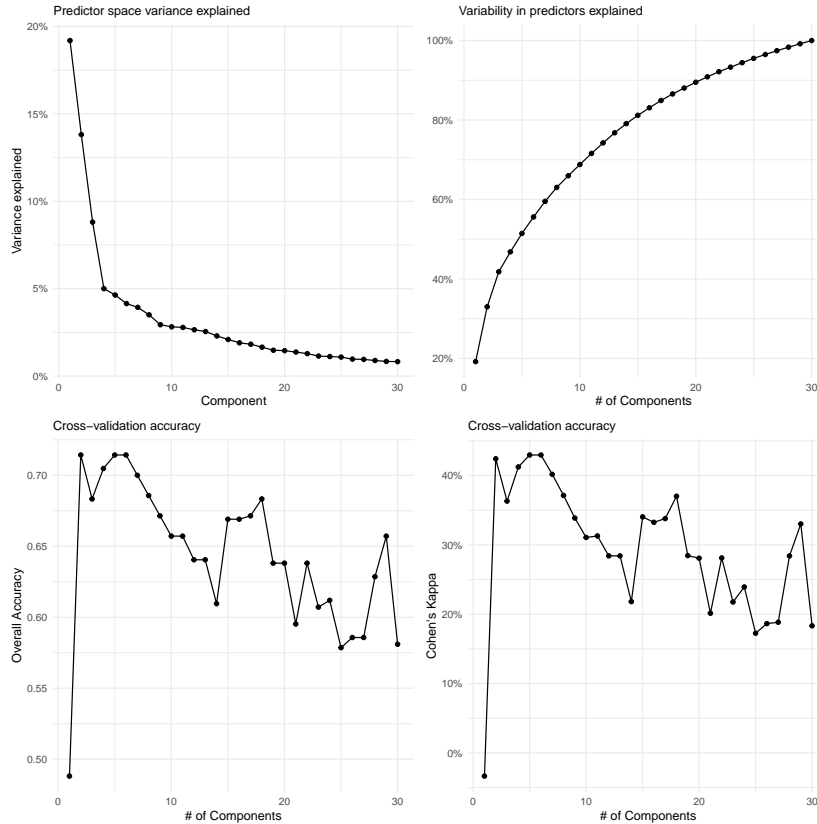 Predictor space variance explained
Variance explained
20%
15%
10%
5%
0%
0 10 20 30
Component
Variability in predictors explained
100%
80%
60%
40%
20%
0 10 20 30
# of Components
Cross−validation accuracy
Overall Accuracy
0.70
0.65
0.60
0.55
0.50
0 10 20 30
# of Components
Cross−validation accuracy
Cohen's Kappa
40%
30%
20%
10%
0%
0 10 20 30
# of Components